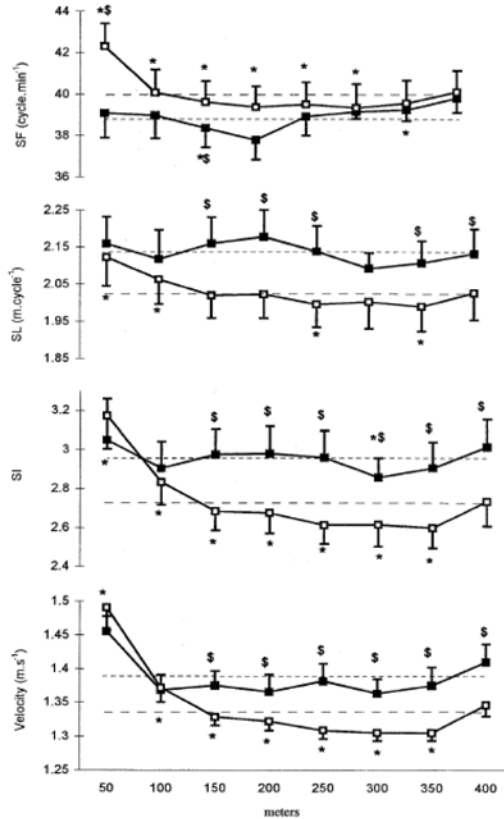 SF (cycle.min⁻¹)
44
*$
42
* * * * *
40
38
*$ *
36
SL (m.cycle⁻¹)
2.25
$ $ $ $
2.15
2.05
* *
1.95
* *
1.85
SI
3.2
$ $ $ *$ $ $
3
*
2.8
2.6
* * * * * *
2.4
Velocity (m.s⁻¹)
1.5
*
1.45
$ $ $ $ $ $
1.4
1.35
1.3
* * * * * *
1.25
50 100 150 200 250 300 350 400
meters